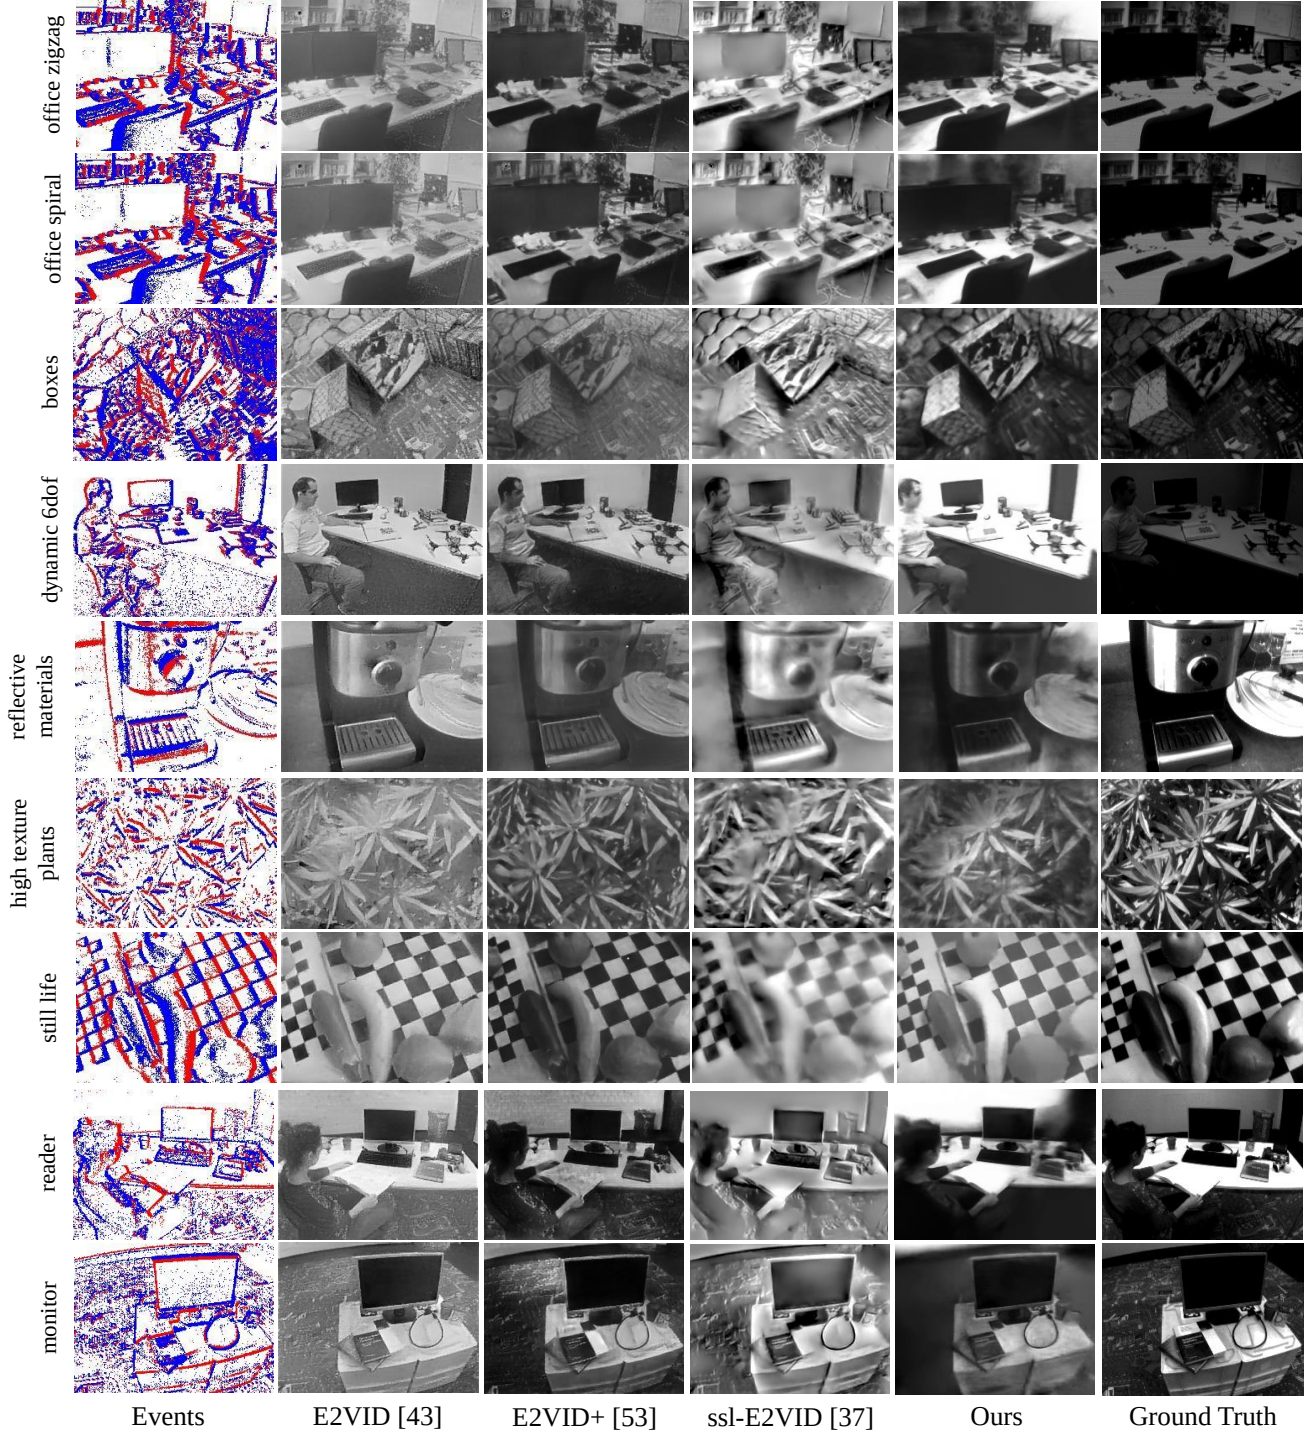 office zigzag
office spiral
boxes
dynamic 6dof
reflective
materials
high texture
plants
still life
reader
monitor
Events
E2VID [43]
E2VID+ [53]
ssl-E2VID [37]
Ours
Ground Truth